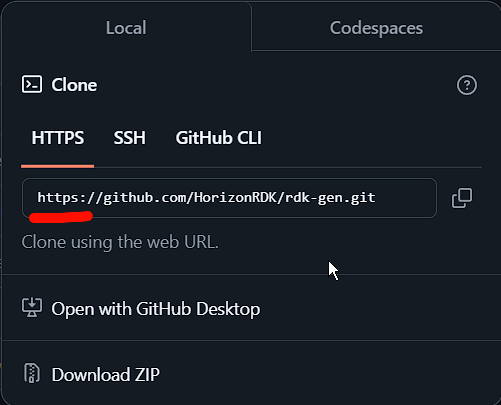 Local Codespaces
Clone
HTTPS SSH GitHub CLI
https://github.com/HorizonRDK/rdk-gen.git
Clone using the web URL.
Open with GitHub Desktop
Download ZIP